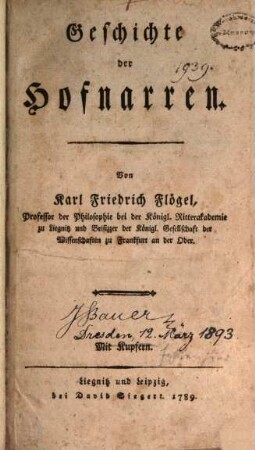 Geschichte
der
1939.
Hofnarren.
Von
Karl Friedrich Flögel,
Professor der Philosophie bei der Königl. Ritterakademie
zu Liegnitz und Beisitzer der Königl. Gesellschaft der
Wissenschaften zu Frankfurt an der Oder.
JBauer,
Dresden, 12. März 1893.
Mit Kupfern.
Liegnitz und Leipzig,
bei David Siegert. 1789.